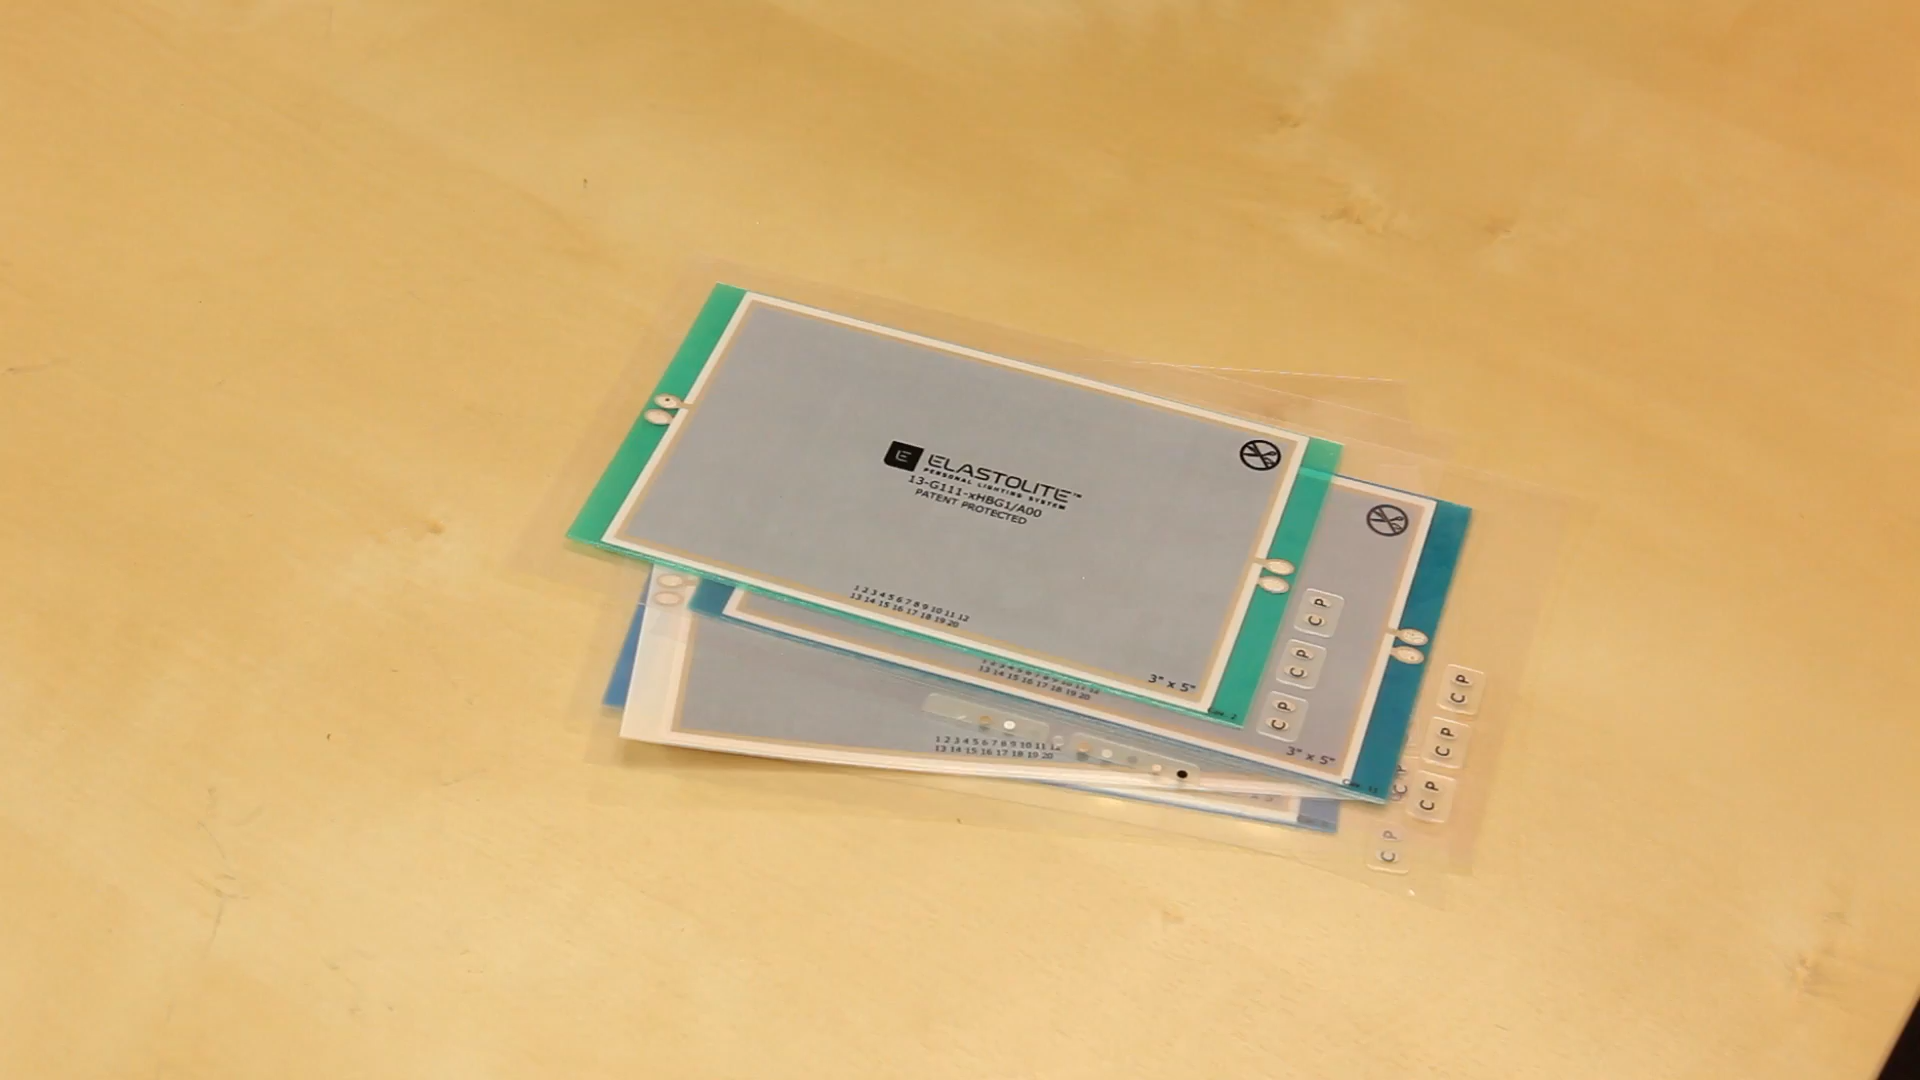 E ELASTOLITE™
PERSONAL LIGHTING SYSTEM
13-G111-xHBG1/A00
PATENT PROTECTED
1 2 3 4 5 6 7 8 9 10 11 12
13 14 15 16 17 18 19 20
3" x 5"
13 14 15 16 17 18 19 20
3" x 5"
1 2 3 4 5 6 7 8 9 10 11 12
13 14 15 16 17 18 19 20
C P
C P
C P
C P
C P
C P
C P
C P